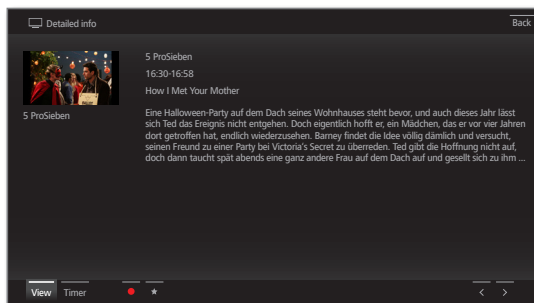 Detailed info
Back
5 ProSieben
16:30-16:58
How I Met Your Mother
5 ProSieben
Eine Halloween-Party auf dem Dach seines Wohnhauses steht bevor, und auch dieses Jahr lässt
sich Ted das Ereignis nicht entgehen. Doch eigentlich hofft er, ein Mädchen, das er vor vier Jahren
dort getroffen hat, endlich wiederzusehen. Barney findet die Idee völlig dämlich und versucht,
seinen Freund zu einer Party bei Victoria's Secret zu überreden. Ted gibt die Hoffnung nicht auf,
doch dann taucht spät abends eine ganz andere Frau auf dem Dach auf und gesellt sich zu ihm ...
View Timer